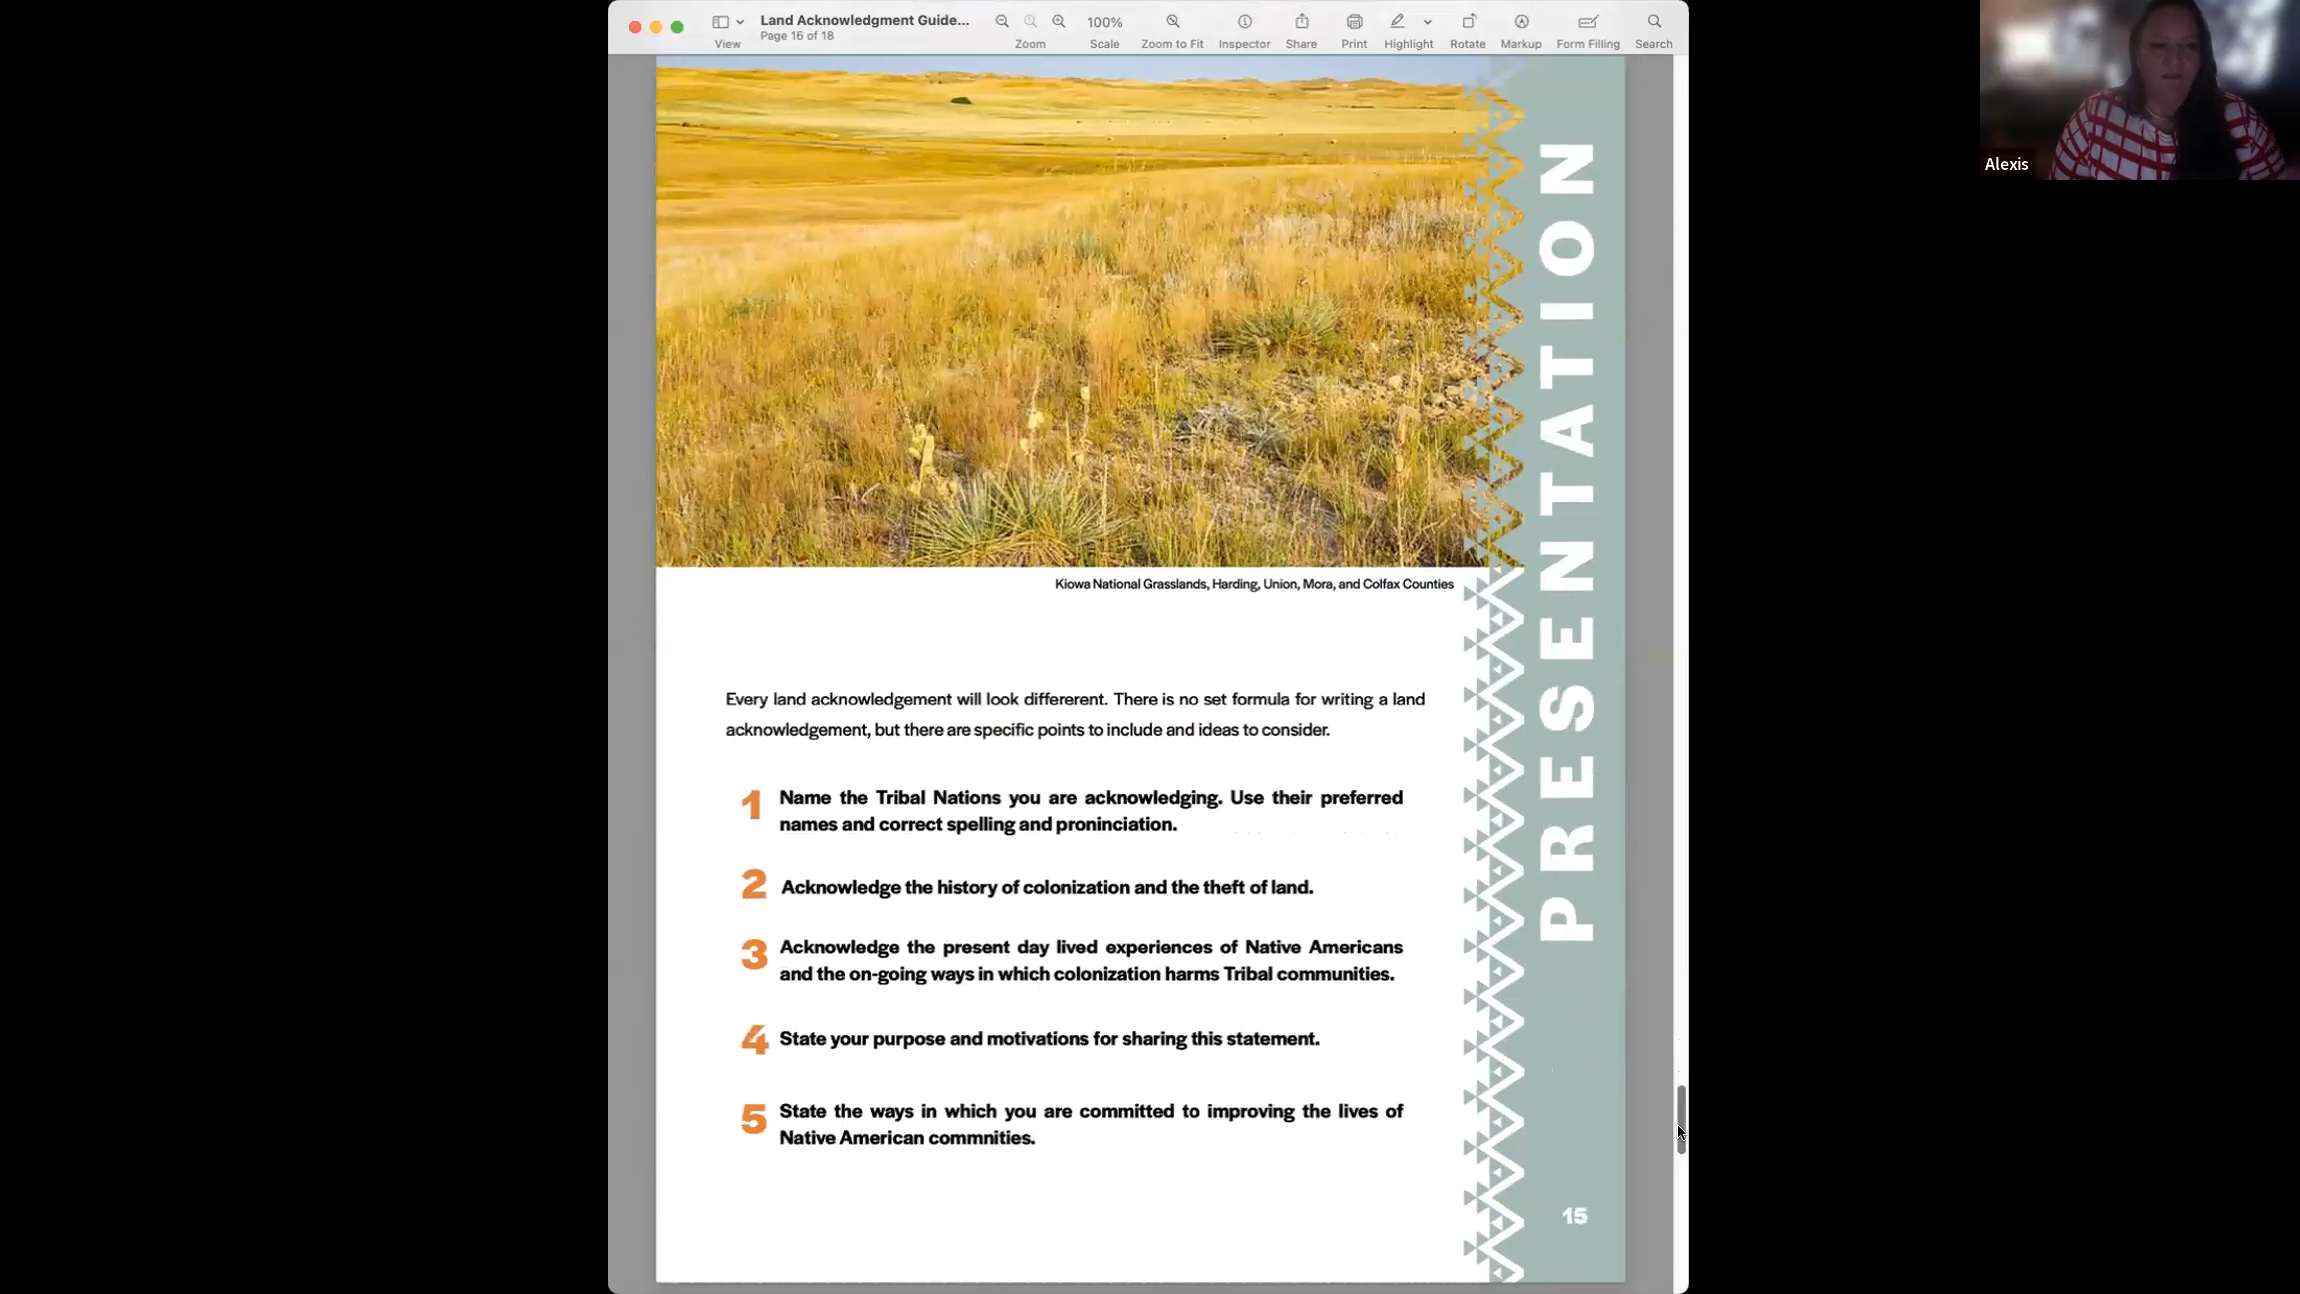 Land Acknowledgment Guide...
Page 16 of 18
View
Zoom
100%
Scale
Zoom to Fit
Inspector
Share
Print
Highlight
Rotate
Markup
Form Filling
Search
Alexis
PRESENTATION
Kiowa National Grasslands, Harding, Union, Mora, and Colfax Counties
Every land acknowledgement will look differerent. There is no set formula for writing a land
acknowledgement, but there are specific points to include and ideas to consider.
1 Name the Tribal Nations you are acknowledging. Use their preferred
names and correct spelling and proninciation.
2 Acknowledge the history of colonization and the theft of land.
3 Acknowledge the present day lived experiences of Native Americans
and the on-going ways in which colonization harms Tribal communities.
4 State your purpose and motivations for sharing this statement.
5 State the ways in which you are committed to improving the lives of
Native American commnities.
15